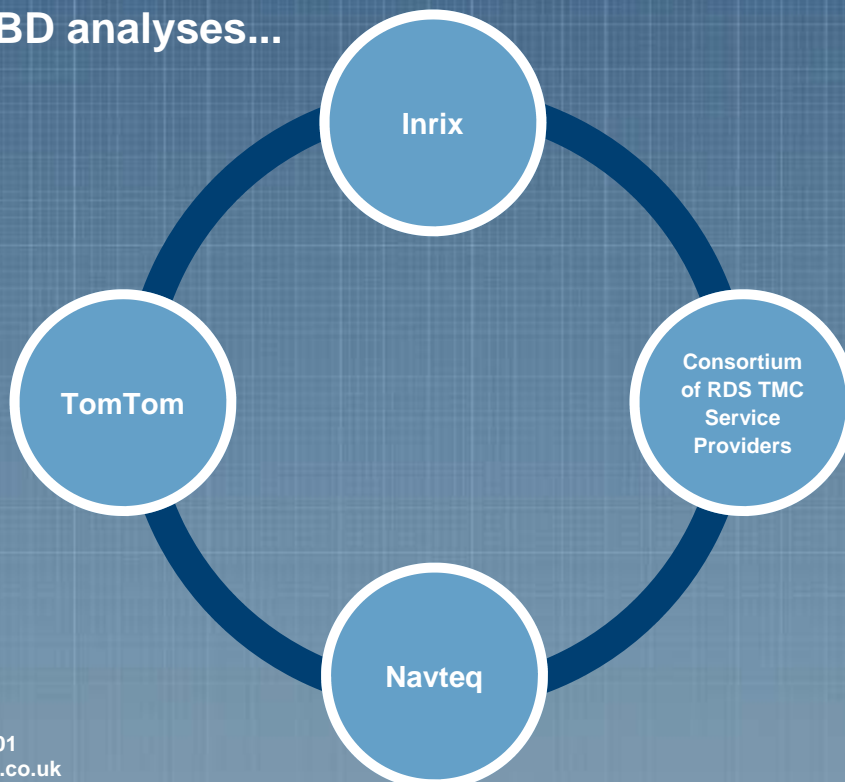 BD analyses...
Inrix
TomTom
Consortium
of RDS TMC
Service
Providers
Navteq
01
.co.uk